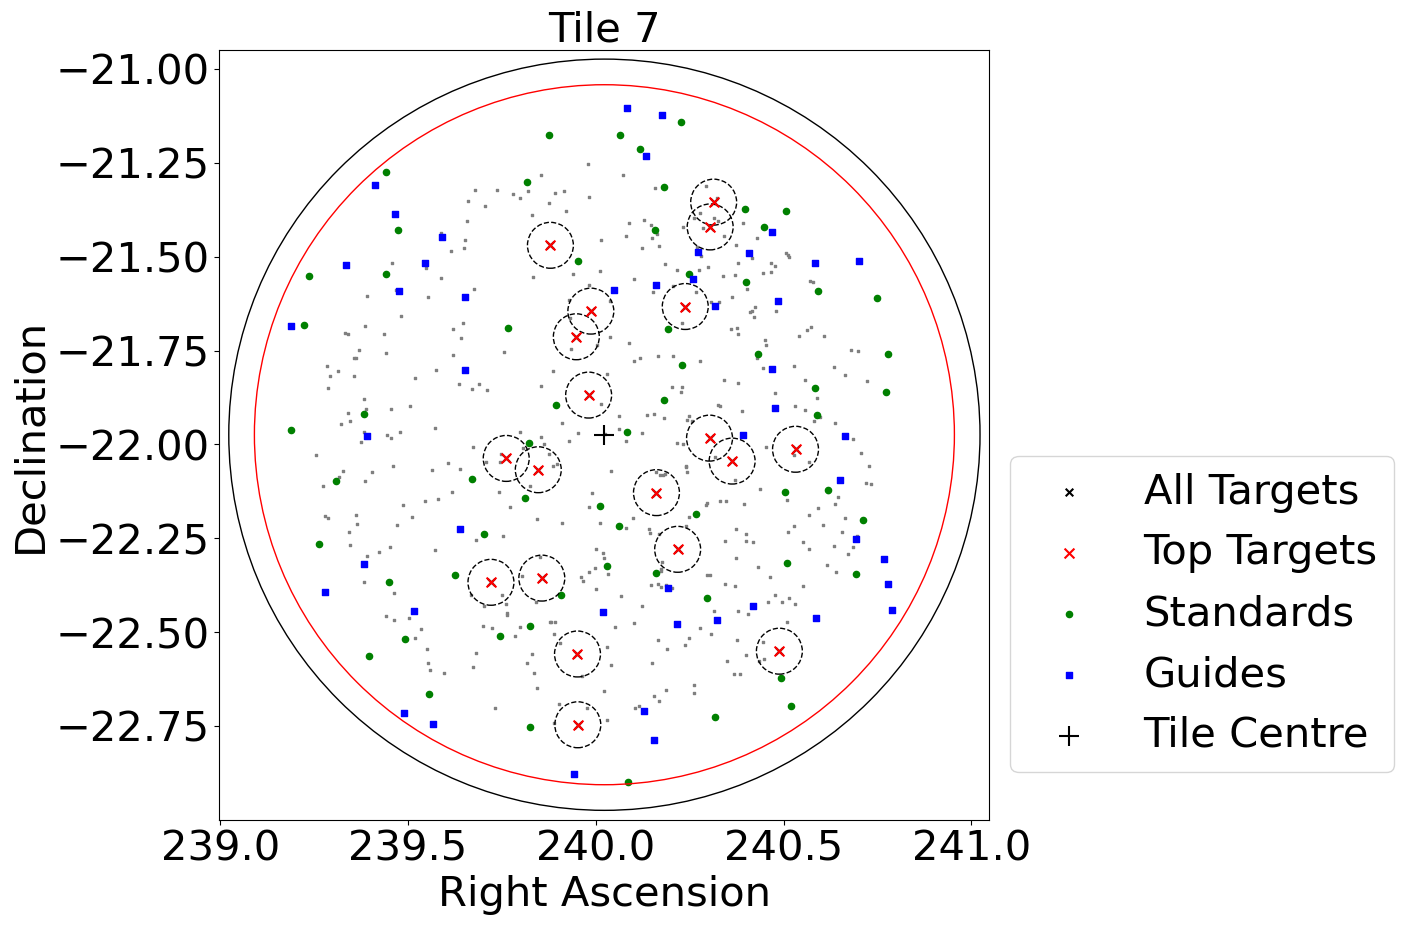 Tile 7
Declination
−21.00
−21.25
−21.50
−21.75
−22.00
−22.25
−22.50
−22.75
239.0 239.5 240.0 240.5 241.0
Right Ascension
All Targets
Top Targets
Standards
Guides
Tile Centre